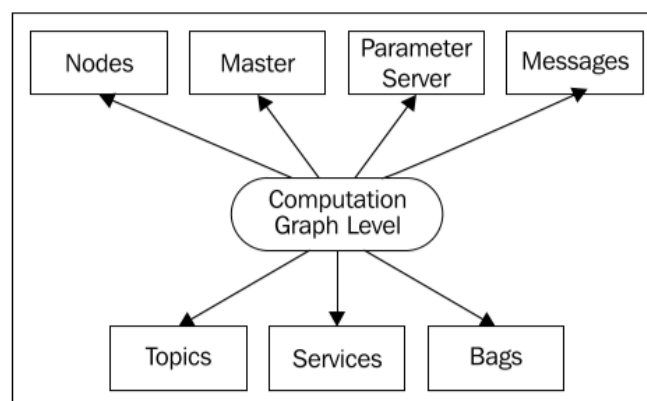 Nodes
Master
Parameter
Server
Messages
Computation
Graph Level
Topics
Services
Bags